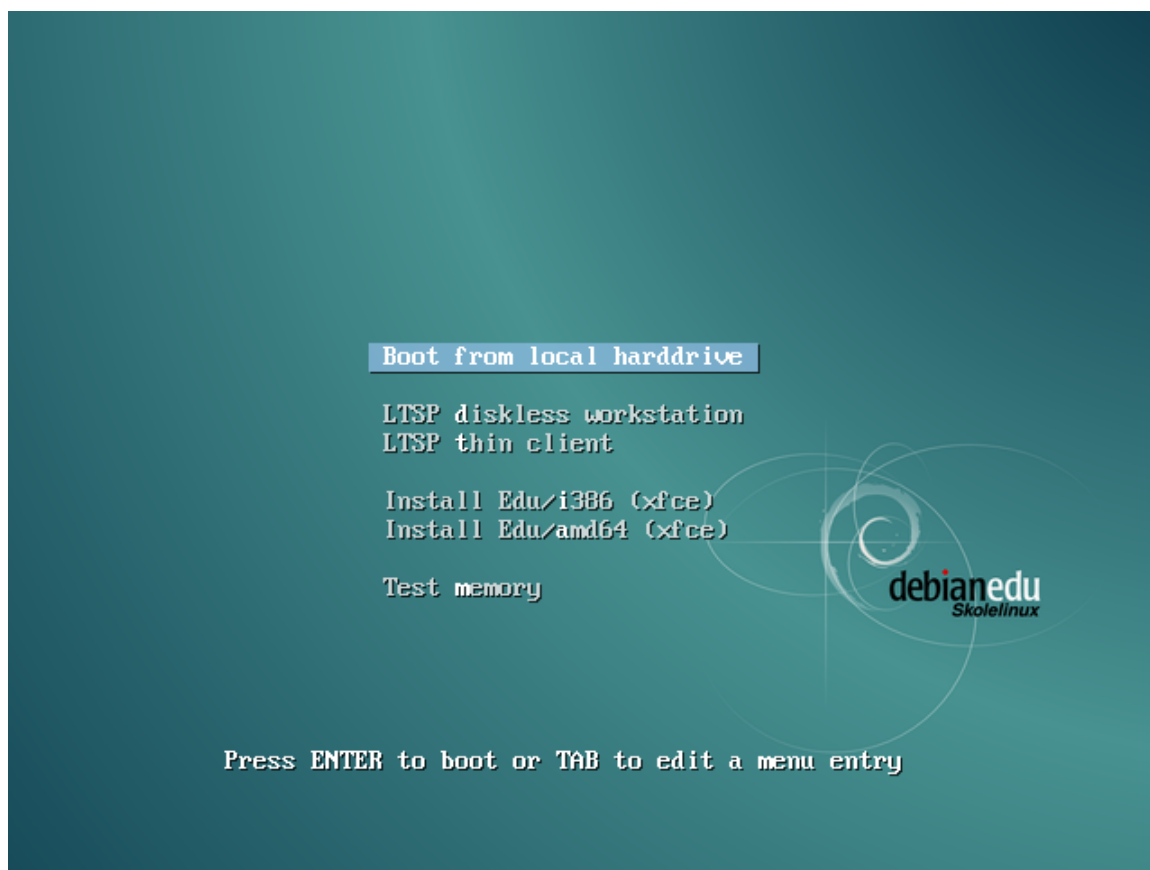 Boot from local harddrive
LTSP diskless workstation
LTSP thin client
Install Edu/i386 (xfce)
Install Edu/amd64 (xfce)
Test memory
debianedu
Skolelinux
Press ENTER to boot or TAB to edit a menu entry